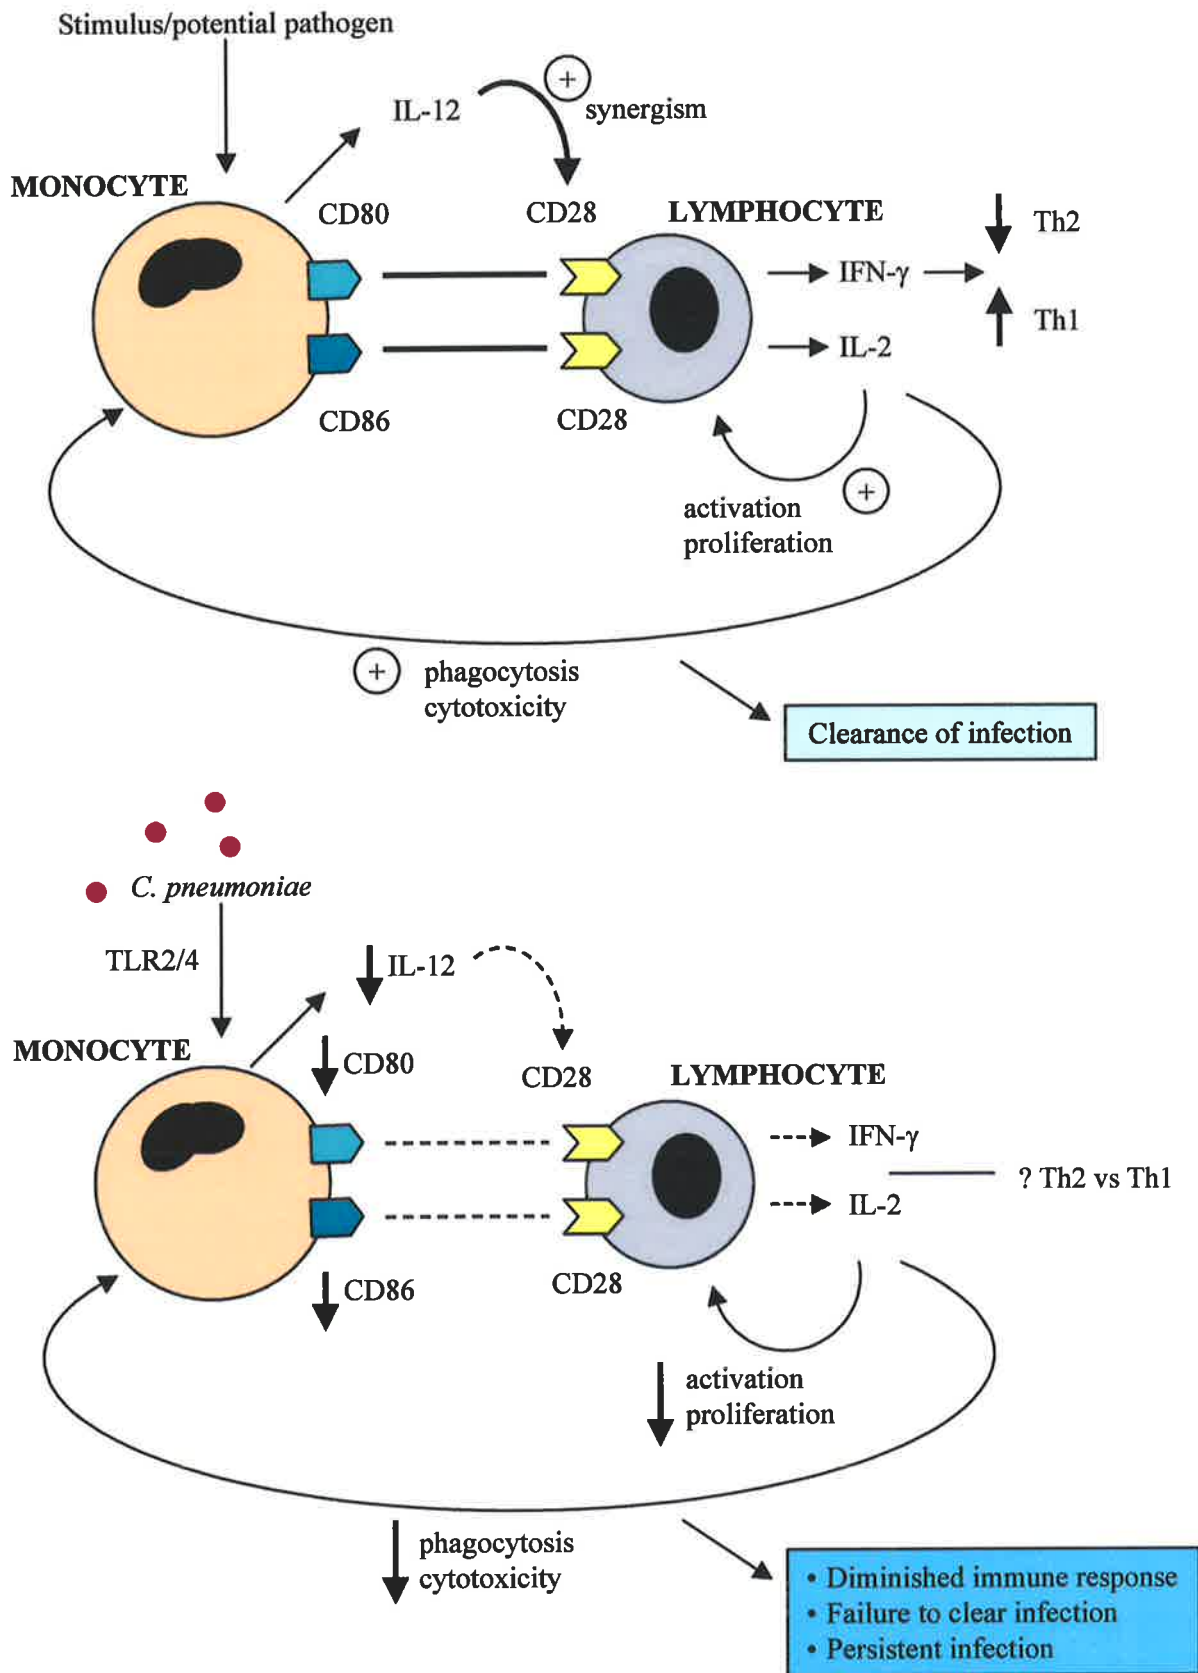 Stimulus/potential pathogen
+
IL-12
synergism
MONOCYTE
CD80
CD28
LYMPHOCYTE
Th2
IFN-γ
Th1
IL-2
CD86
CD28
+
activation
proliferation
+
phagocytosis
cytotoxicity
Clearance of infection
C. pneumoniae
TLR2/4
IL-12
MONOCYTE
CD80
CD28
LYMPHOCYTE
IFN-γ
? Th2 vs Th1
IL-2
CD86
CD28
activation
proliferation
phagocytosis
cytotoxicity
• Diminished immune response
• Failure to clear infection
• Persistent infection